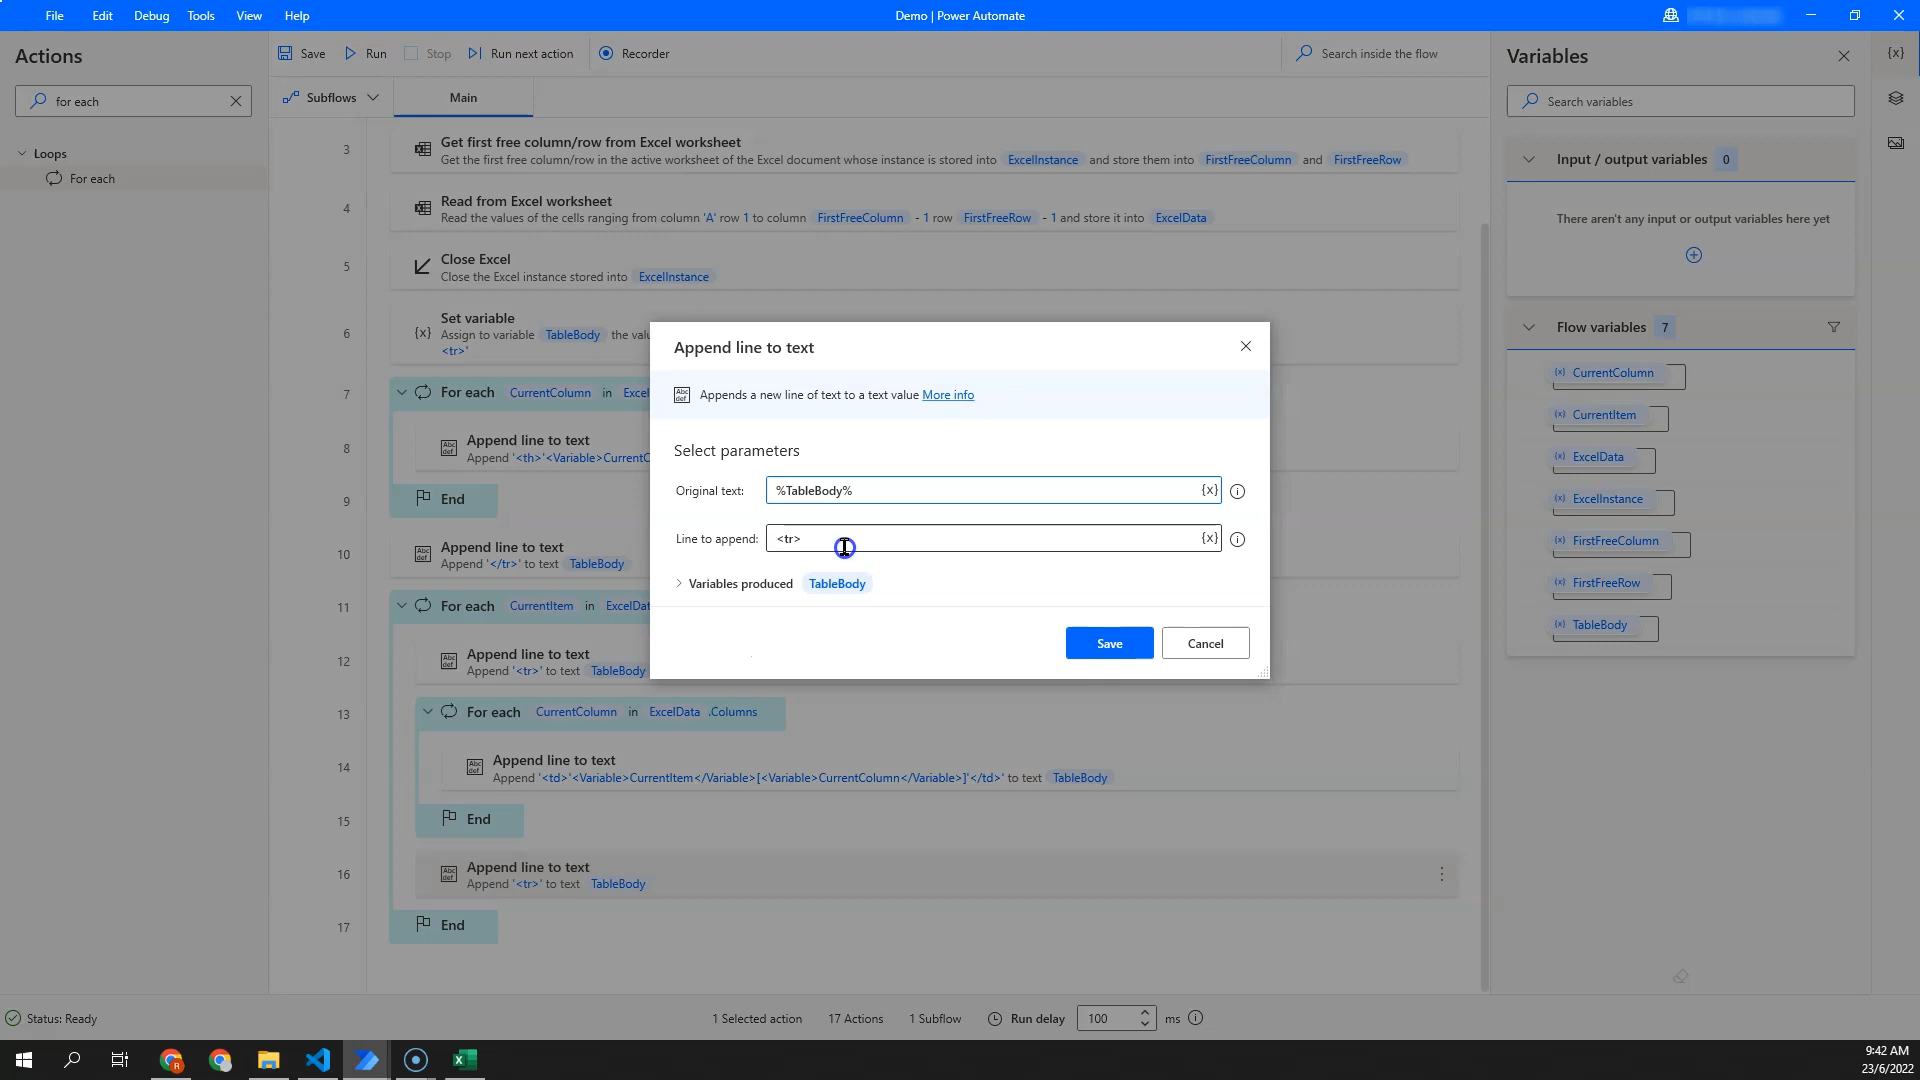 File Edit Debug Tools View Help
Demo | Power Automate
Actions
for each
Loops
For each
Save Run Stop Run next action Recorder
Search inside the flow
Subflows Main
3 Get first free column/row from Excel worksheet
Get the first free column/row in the active worksheet of the Excel document whose instance is stored into ExcelInstance and store them into FirstFreeColumn and FirstFreeRow
4 Read from Excel worksheet
Read the values of the cells ranging from column 'A' row 1 to column FirstFreeColumn - 1 row FirstFreeRow - 1 and store it into ExcelData
5 Close Excel
Close the Excel instance stored into ExcelInstance
6 {x} Set variable
Assign to variable TableBody the valu
<tr>'
7 For each CurrentColumn in Excel
8 Append line to text
Append '<th>'<Variable>CurrentC
9 End
10 Append line to text
Append '</tr>' to text TableBody
11 For each CurrentItem in ExcelDat
12 Append line to text
Append '<tr>' to text TableBody
13 For each CurrentColumn in ExcelData .Columns
14 Append line to text
Append '<td>'<Variable>CurrentItem</Variable>[<Variable>CurrentColumn</Variable>]'</td>' to text TableBody
15 End
16 Append line to text
Append '<tr>' to text TableBody
17 End
Append line to text
Abc def Appends a new line of text to a text value More info
Select parameters
Original text: %TableBody% {x}
Line to append: <tr> {x}
Variables produced TableBody
Save Cancel
Variables
{x}
Search variables
Input / output variables 0
There aren't any input or output variables here yet
Flow variables 7
(x) CurrentColumn
(x) CurrentItem
(x) ExcelData
(x) ExcelInstance
(x) FirstFreeColumn
(x) FirstFreeRow
(x) TableBody
Status: Ready
1 Selected action 17 Actions 1 Subflow Run delay 100 ms
9:42 AM
23/6/2022